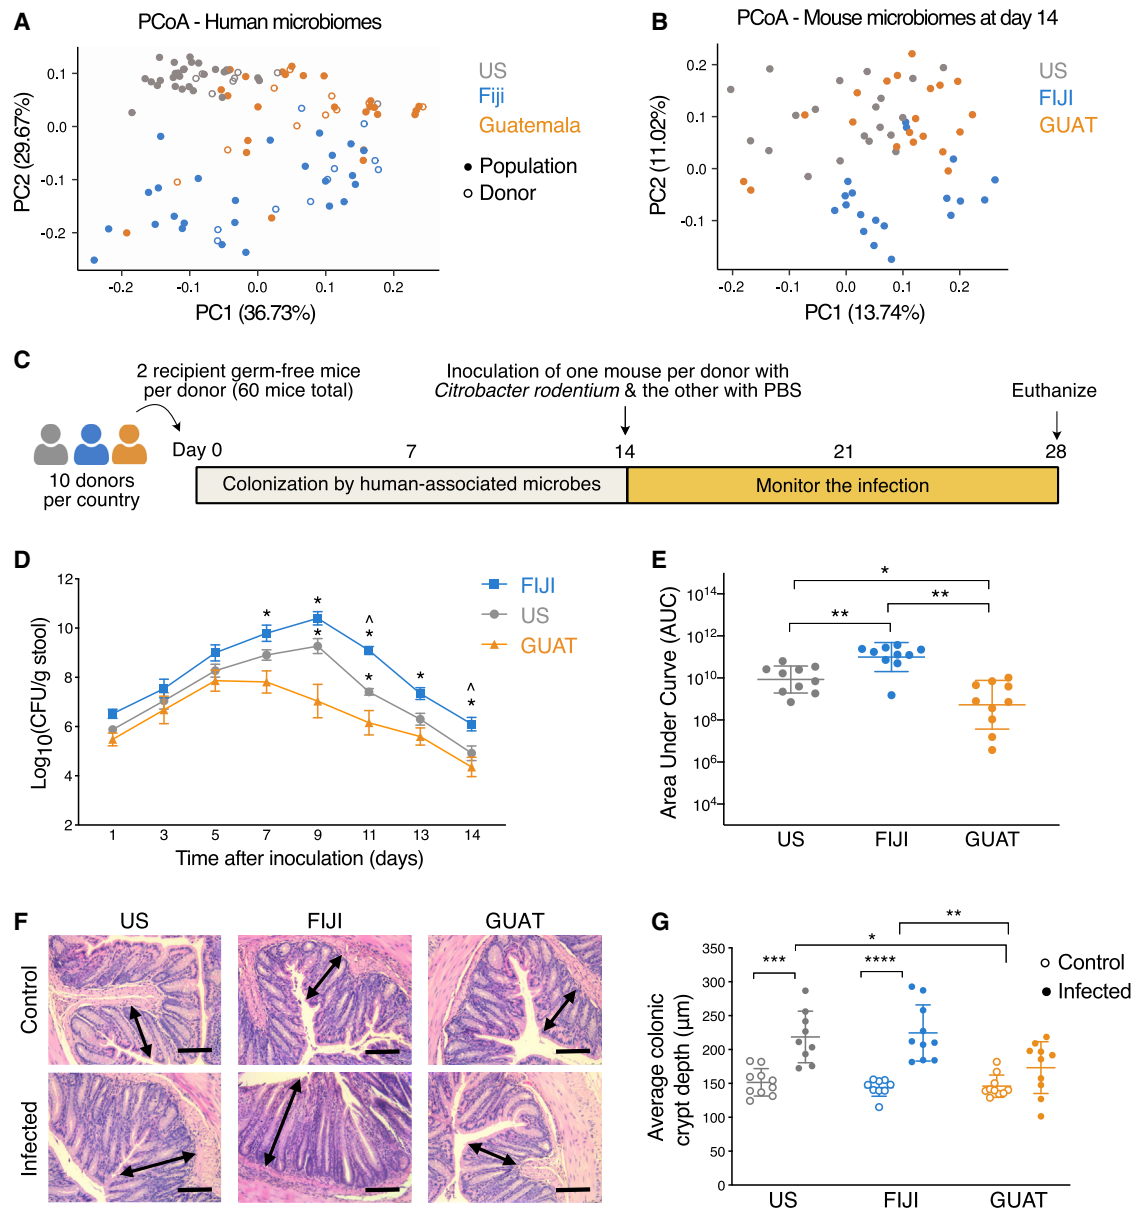 A
PCoA - Human microbiomes
PC2 (29.67%)
0.1
0.0
-0.1
-0.2
-0.2
-0.1
0.0
0.1
0.2
PC1 (36.73%)
US
Fiji
Guatemala
Population
Donor
B
PCoA - Mouse microbiomes at day 14
PC2 (11.02%)
0.2
0.1
0.0
-0.1
-0.2
-0.1
0.0
0.1
0.2
PC1 (13.74%)
US
FIJI
GUAT
C
2 recipient germ-free mice
per donor (60 mice total)
Inoculation of one mouse per donor with
Citrobacter rodentium & the other with PBS
Euthanize
Day 0
7
14
21
28
10 donors
per country
Colonization by human-associated microbes
Monitor the infection
D
Log10(CFU/g stool)
12
10
8
6
4
2
1
3
5
7
9
11
13
14
Time after inoculation (days)
* * * ^ * * * ^ *
FIJI
US
GUAT
E
Area Under Curve (AUC)
10^14
10^12
10^10
10^8
10^6
10^4
*
**
**
US
FIJI
GUAT
F
US
FIJI
GUAT
Control
Infected
G
Average colonic
crypt depth (µm)
350
300
250
200
150
100
50
0
**
*
***
****
Control
Infected
US
FIJI
GUAT